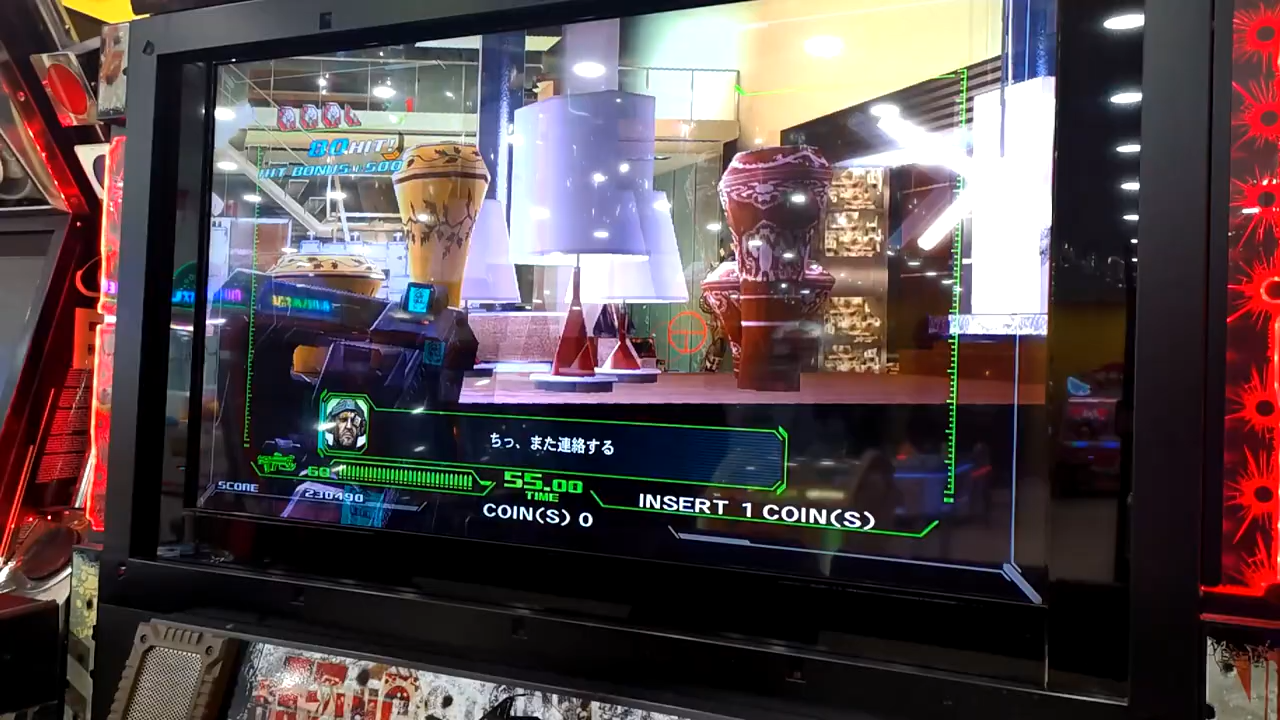 80HIT!
HIT BONUS+500
ちっ、また連絡する
60
55.00
TIME
SCORE
230490
COIN(S) 0
INSERT 1 COIN(S)